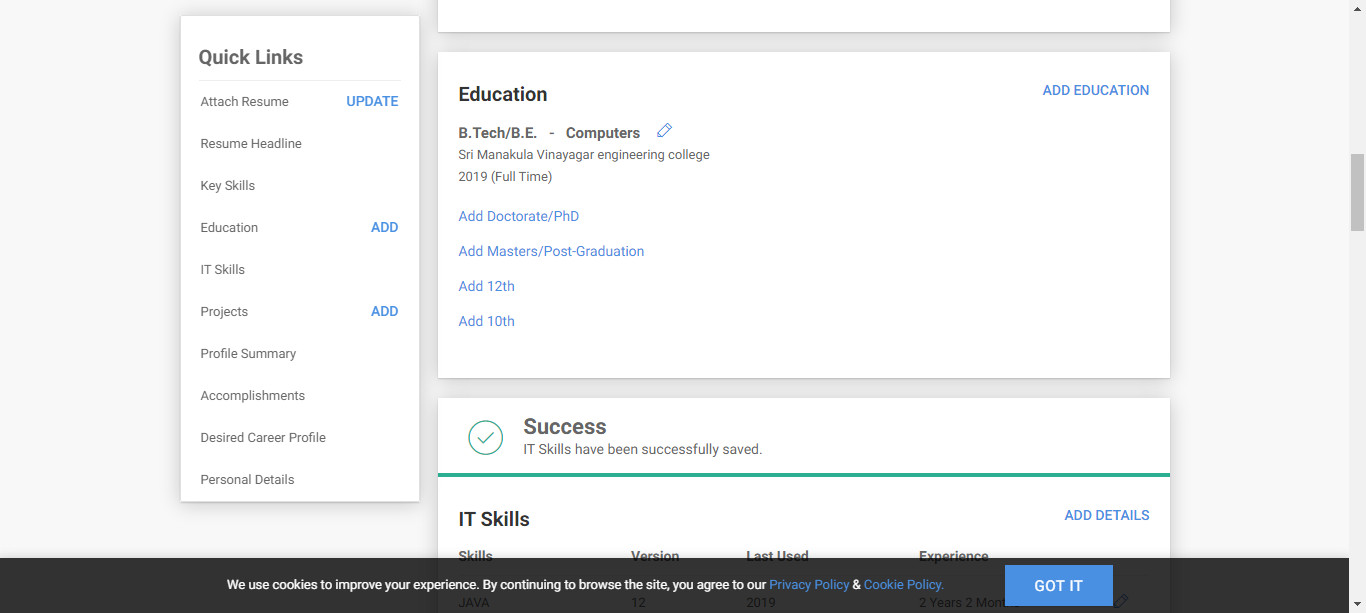 Quick Links
Attach Resume UPDATE
Resume Headline
Key Skills
Education ADD
IT Skills
Projects ADD
Profile Summary
Accomplishments
Desired Career Profile
Personal Details
Education ADD EDUCATION
B.Tech/B.E. - Computers
Sri Manakula Vinayagar engineering college
2019 (Full Time)
Add Doctorate/PhD
Add Masters/Post-Graduation
Add 12th
Add 10th
Success
IT Skills have been successfully saved.
IT Skills ADD DETAILS
Skills Version Last Used Experience
We use cookies to improve your experience. By continuing to browse the site, you agree to our Privacy Policy & Cookie Policy. GOT IT
JAVA 12 2019 2 Years 2 Mont